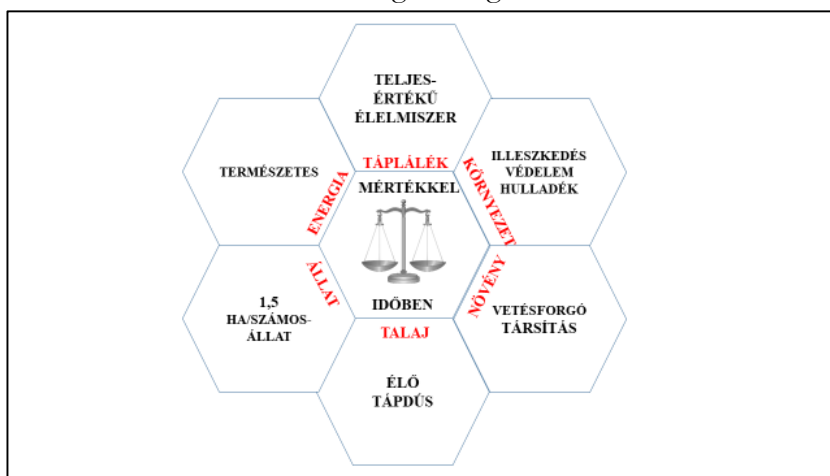 TELJES-
ÉRTÉKŰ
ÉLELMISZER
TÁPLÁLÉK
TERMÉSZETES
ENERGIA
ILLESZKEDÉS
VÉDELEM
HULLADÉK
KÖRNYEZET
MÉRTÉKKEL
IDŐBEN
1,5
HA/SZÁMOS-
ÁLLAT
ÁLLAT
VETÉSFORGÓ
TÁRSÍTÁS
NÖVÉNY
TALAJ
ÉLŐ
TÁPDÚS